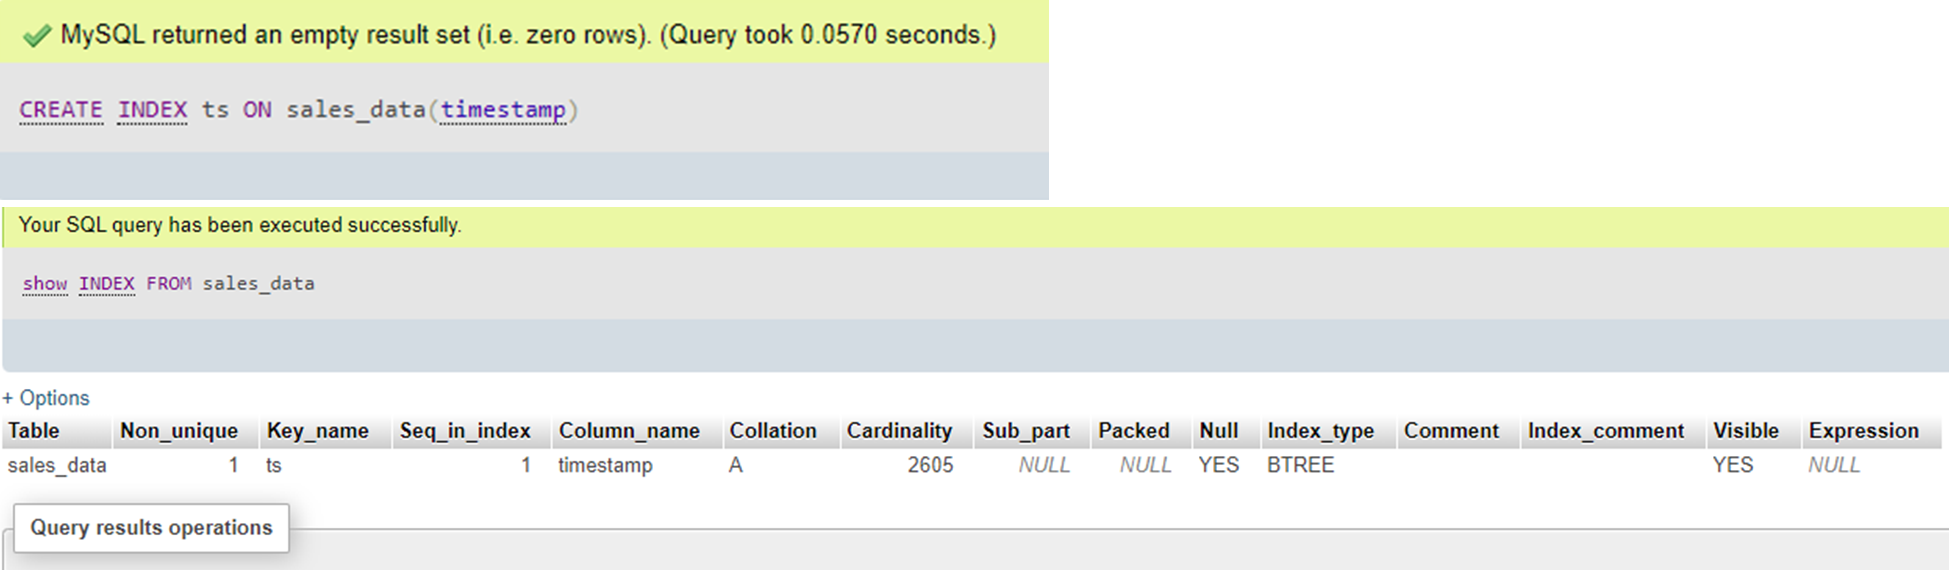 MySQL returned an empty result set (i.e. zero rows). (Query took 0.0570 seconds.)
CREATE INDEX ts ON sales_data(timestamp)
Your SQL query has been executed successfully.
show INDEX FROM sales_data
+ Options
Table Non_unique Key_name Seq_in_index Column_name Collation Cardinality Sub_part Packed Null Index_type Comment Index_comment Visible Expression
sales_data 1 ts 1 timestamp A 2605 NULL NULL YES BTREE YES NULL
Query results operations